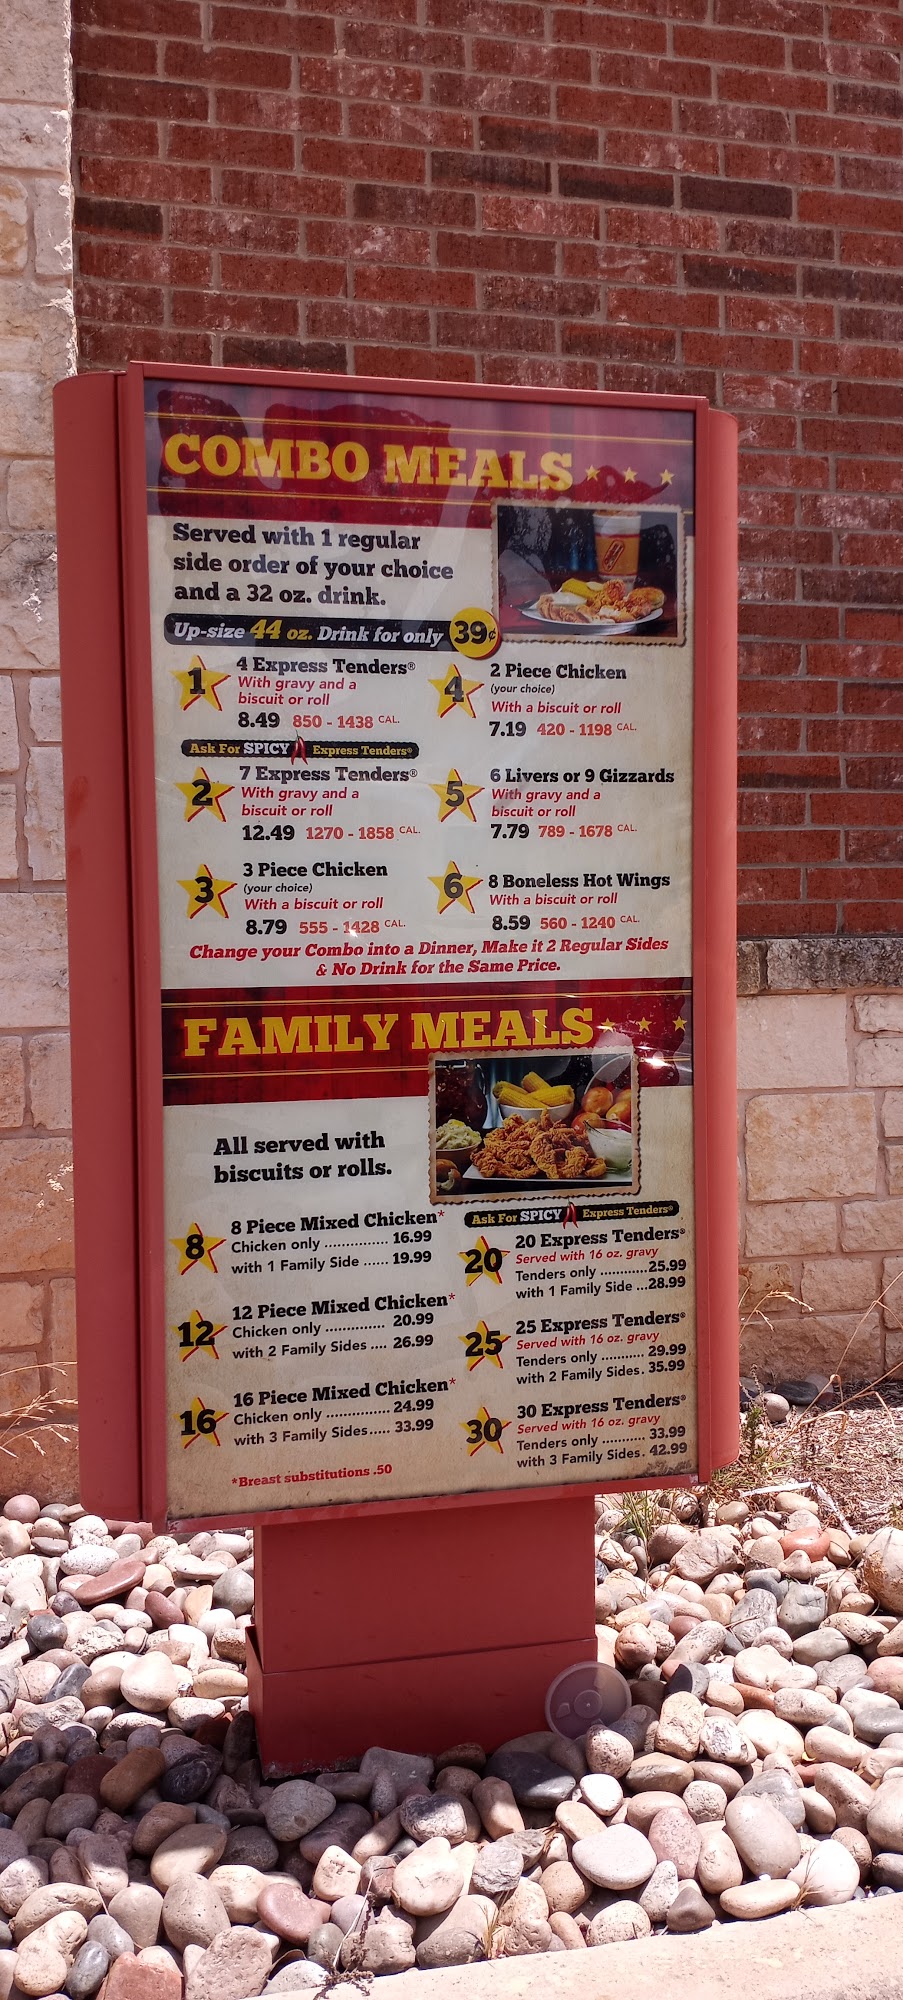 COMBO MEALS
Served with 1 regular
side order of your choice
and a 32 oz. drink.
Up-size 44 oz. Drink for only 39¢
1
4 Express Tenders®
With gravy and a
biscuit or roll
8.49 850 - 1438 CAL.
Ask For SPICY Express Tenders®
2
7 Express Tenders®
With gravy and a
biscuit or roll
12.49 1270 - 1858 CAL.
3
3 Piece Chicken
(your choice)
With a biscuit or roll
8.79 555 - 1428 CAL.
4
2 Piece Chicken
(your choice)
With a biscuit or roll
7.19 420 - 1198 CAL.
5
6 Livers or 9 Gizzards
With gravy and a
biscuit or roll
7.79 789 - 1678 CAL.
6
8 Boneless Hot Wings
With a biscuit or roll
8.59 560 - 1240 CAL.
Change your Combo into a Dinner, Make it 2 Regular Sides
& No Drink for the Same Price.
FAMILY MEALS
All served with
biscuits or rolls.
8
8 Piece Mixed Chicken*
Chicken only ............... 16.99
with 1 Family Side ...... 19.99
12
12 Piece Mixed Chicken*
Chicken only ............... 20.99
with 2 Family Sides .... 26.99
16
16 Piece Mixed Chicken*
Chicken only ............... 24.99
with 3 Family Sides..... 33.99
*Breast substitutions .50
Ask For SPICY Express Tenders®
20
20 Express Tenders®
Served with 16 oz. gravy
Tenders only ............25.99
with 1 Family Side ...28.99
25
25 Express Tenders®
Served with 16 oz. gravy
Tenders only ........... 29.99
with 2 Family Sides. 35.99
30
30 Express Tenders®
Served with 16 oz. gravy
Tenders only ........... 33.99
with 3 Family Sides. 42.99